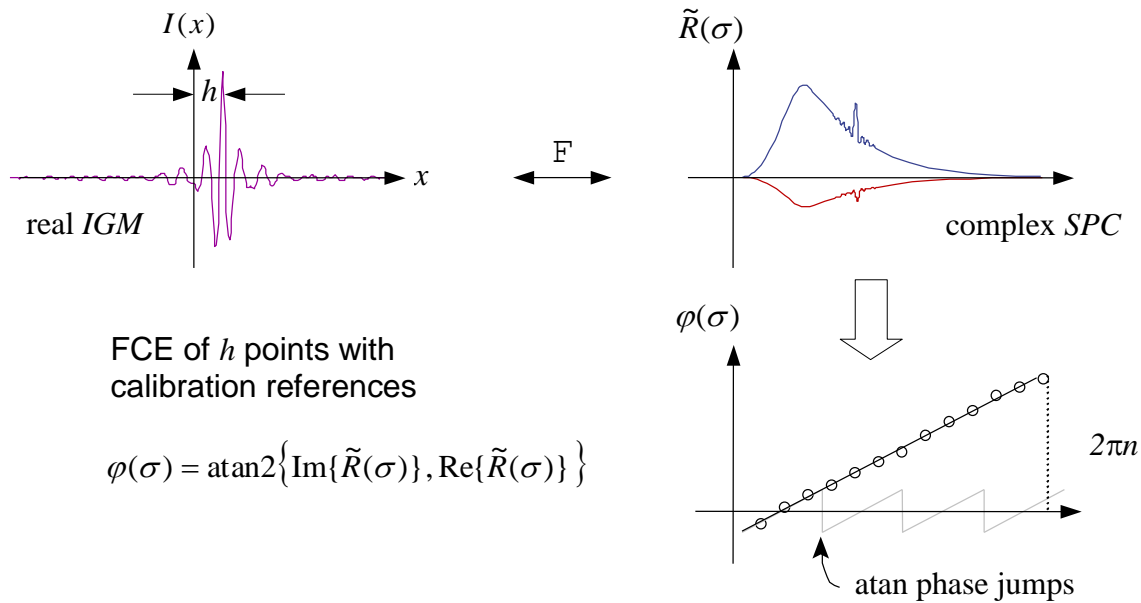 I(x)
h
x
real IGM
F
R̃(σ)
complex SPC
FCE of h points with
calibration references
φ(σ) = atan2{Im{R̃(σ)}, Re{R̃(σ)}}
φ(σ)
2πn
atan phase jumps